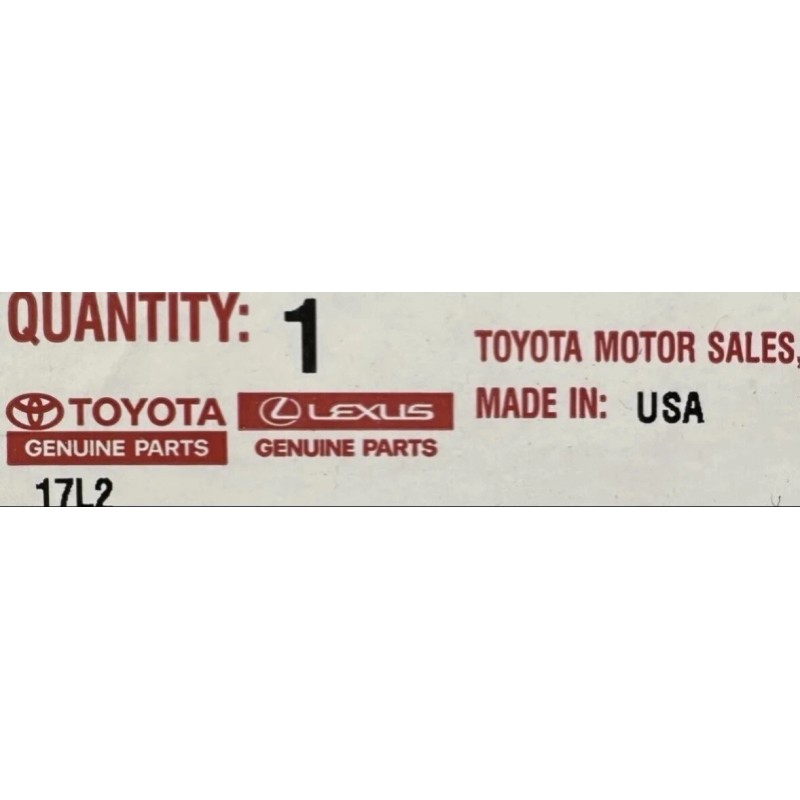 QUANTITY: 1
TOYOTA MOTOR SALES,
TOYOTA LEXUS MADE IN: USA
GENUINE PARTS GENUINE PARTS
17L2